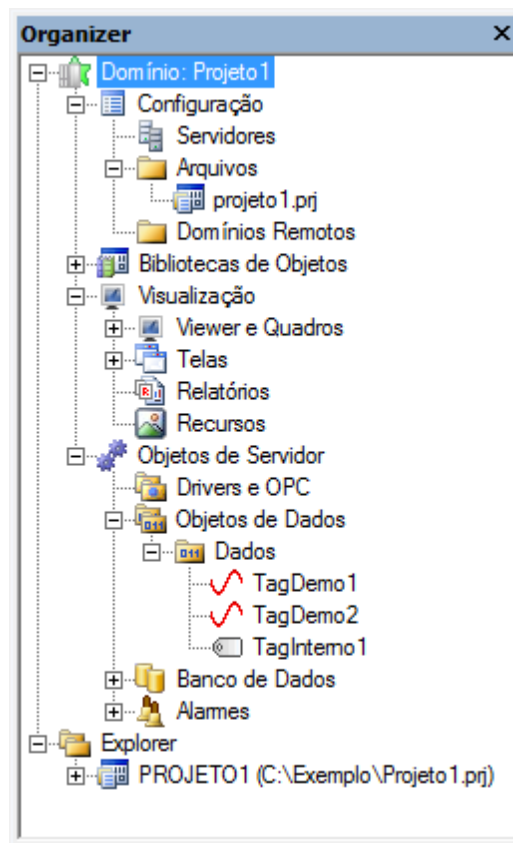 Organizer
Domínio: Projeto1
Configuração
Servidores
Arquivos
projeto1.prj
Domínios Remotos
Bibliotecas de Objetos
Visualização
Viewer e Quadros
Telas
Relatórios
Recursos
Objetos de Servidor
Drivers e OPC
Objetos de Dados
Dados
TagDemo1
TagDemo2
TagInterno1
Banco de Dados
Alarmes
Explorer
PROJETO1 (C:\Exemplo\Projeto1.prj)